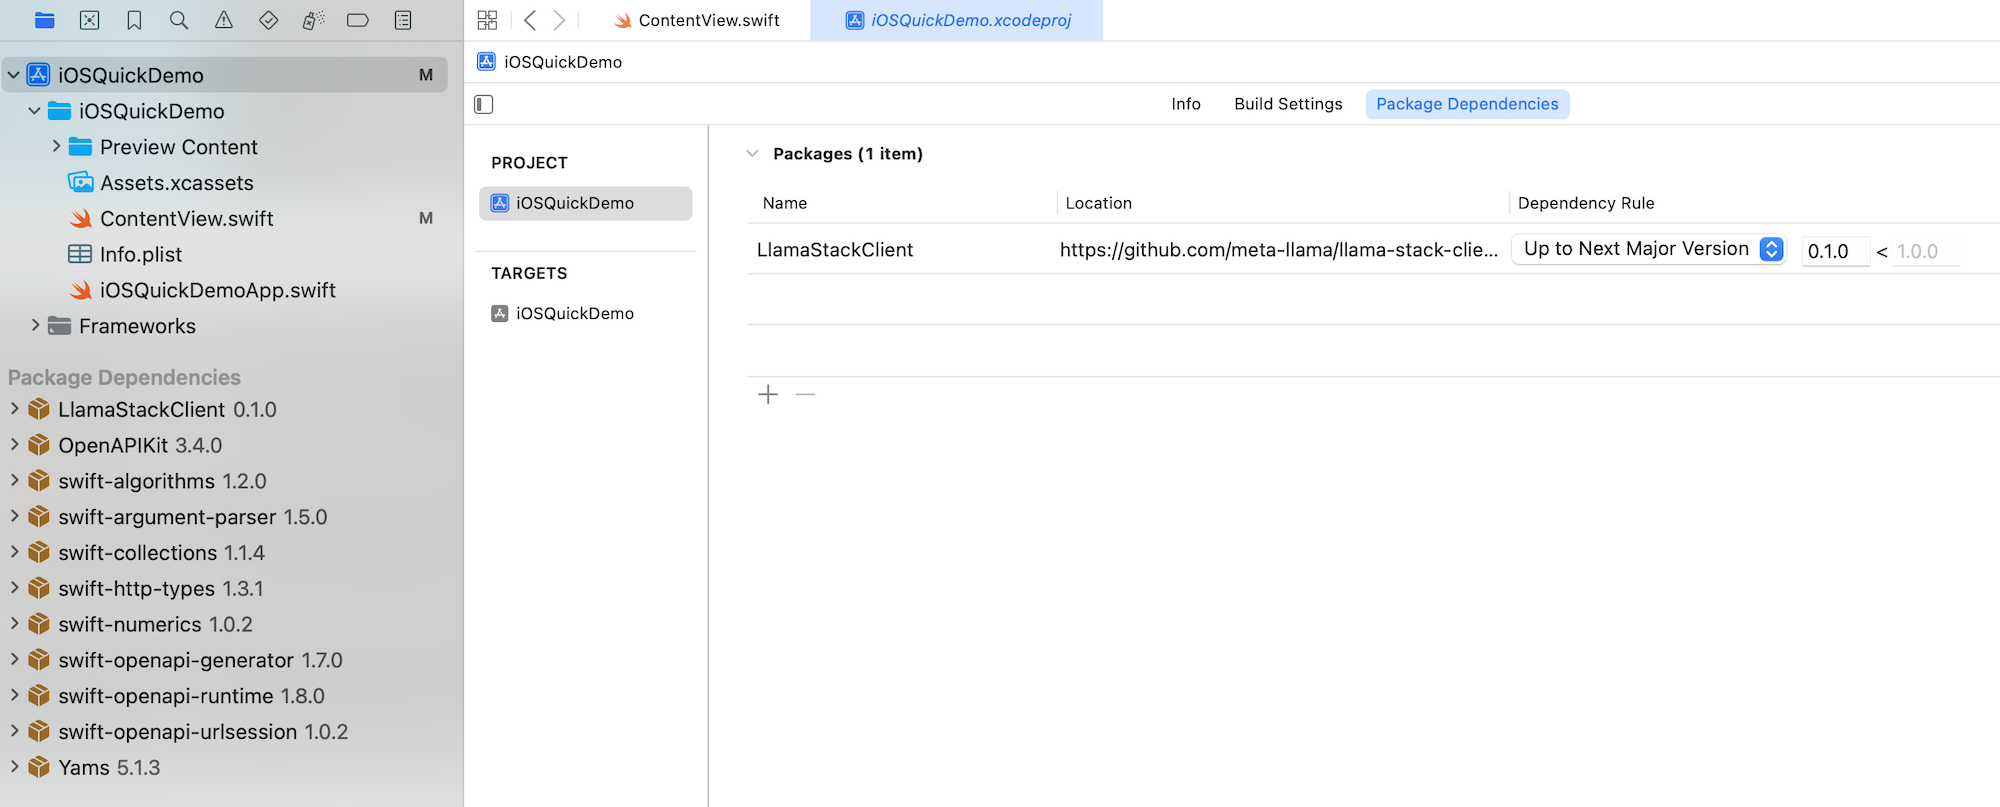 iOSQuickDemo M
iOSQuickDemo
Preview Content
Assets.xcassets
ContentView.swift M
Info.plist
iOSQuickDemoApp.swift
Frameworks
Package Dependencies
LlamaStackClient 0.1.0
OpenAPIKit 3.4.0
swift-algorithms 1.2.0
swift-argument-parser 1.5.0
swift-collections 1.1.4
swift-http-types 1.3.1
swift-numerics 1.0.2
swift-openapi-generator 1.7.0
swift-openapi-runtime 1.8.0
swift-openapi-urlsession 1.0.2
Yams 5.1.3
ContentView.swift iOSQuickDemo.xcodeproj
iOSQuickDemo
Info Build Settings Package Dependencies
PROJECT
iOSQuickDemo
TARGETS
iOSQuickDemo
Packages (1 item)
Name Location Dependency Rule
LlamaStackClient https://github.com/meta-llama/llama-stack-clie... Up to Next Major Version 0.1.0 < 1.0.0